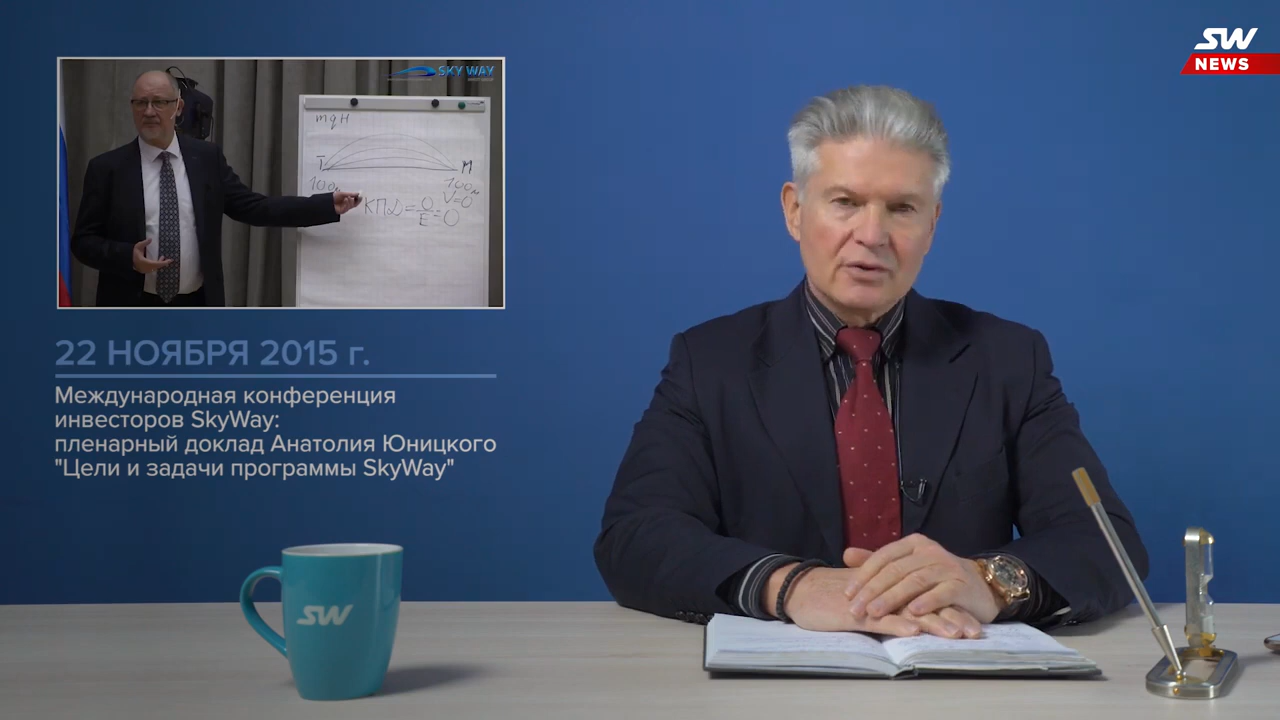 SW
NEWS
SKY WAY
mgH
T M
100м 100м
V=0
КПД = 0/E = 0
22 НОЯБРЯ 2015 г.
Международная конференция
инвесторов SkyWay:
пленарный доклад Анатолия Юницкого
"Цели и задачи программы SkyWay"
SW